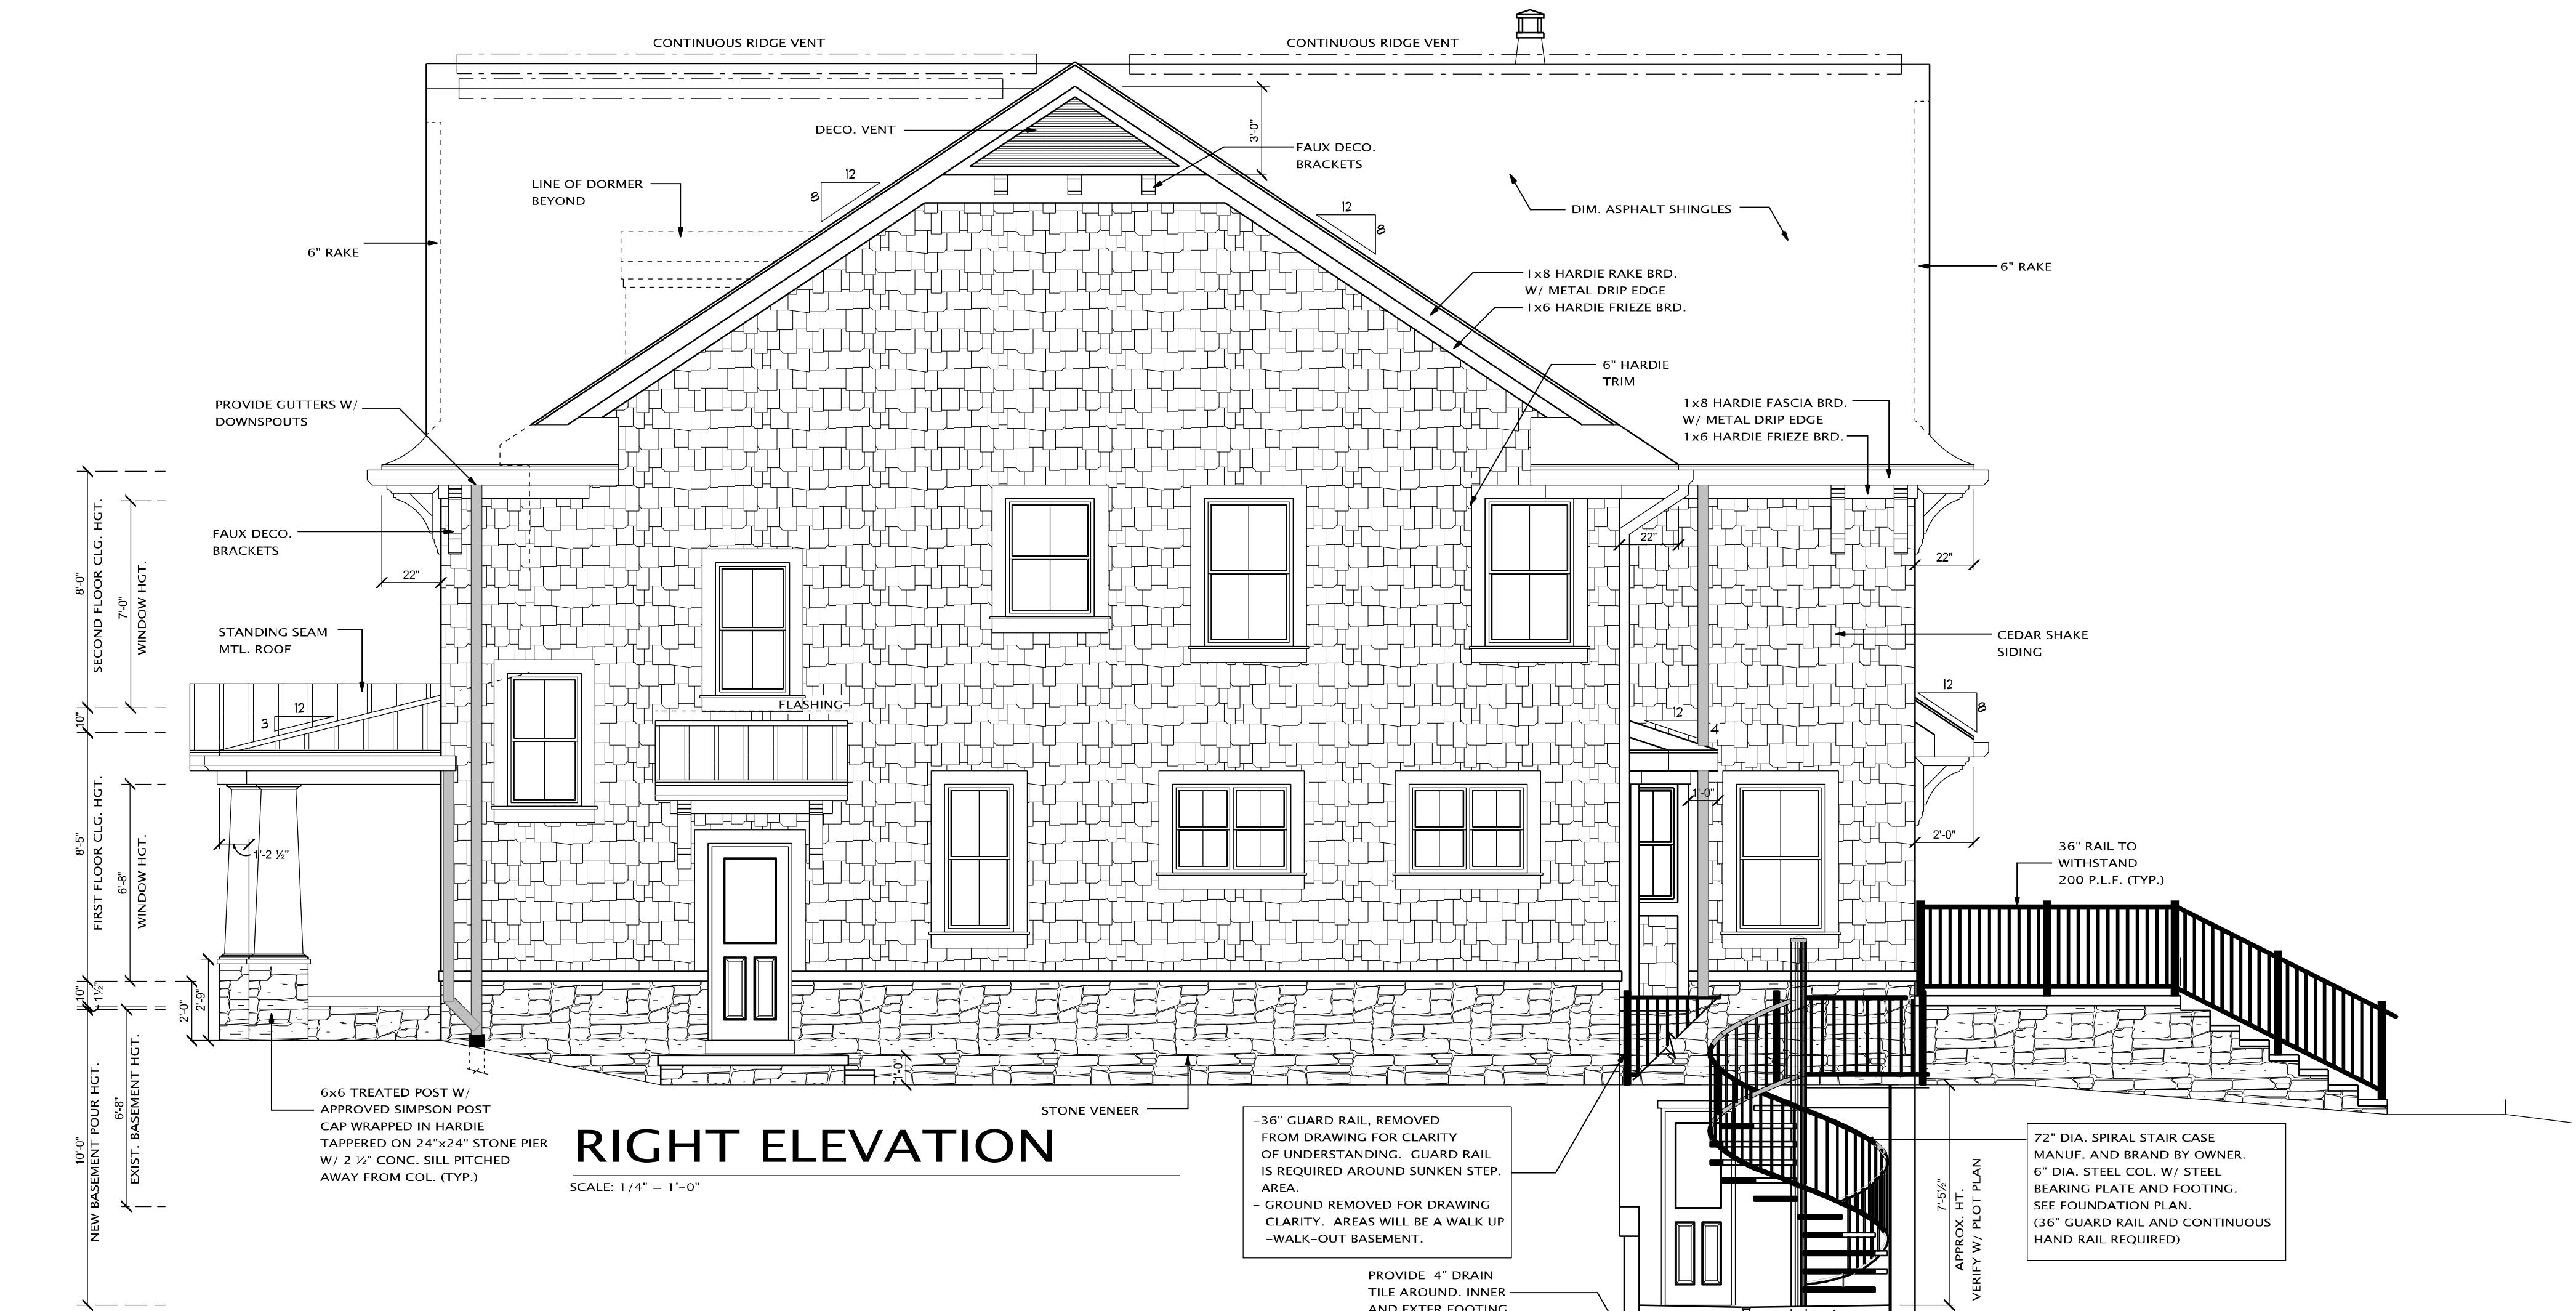 CONTINUOUS RIDGE VENT
CONTINUOUS RIDGE VENT
DECO. VENT
3'-0"
FAUX DECO.
BRACKETS
LINE OF DORMER
BEYOND
12
8
12
8
DIM. ASPHALT SHINGLES
6" RAKE
6" RAKE
1x8 HARDIE RAKE BRD.
W/ METAL DRIP EDGE
1x6 HARDIE FRIEZE BRD.
6" HARDIE
TRIM
PROVIDE GUTTERS W/
DOWNSPOUTS
1x8 HARDIE FASCIA BRD.
W/ METAL DRIP EDGE
1x6 HARDIE FRIEZE BRD.
8'-0"
SECOND FLOOR CLG. HGT.
7'-0"
WINDOW HGT.
FAUX DECO.
BRACKETS
22"
22"
22"
STANDING SEAM
MTL. ROOF
CEDAR SHAKE
SIDING
12
3
FLASHING
12
4
12
8
10"
8'-5"
FIRST FLOOR CLG. HGT.
6'-8"
WINDOW HGT.
1'-2 ½"
1'-0"
2'-0"
36" RAIL TO
WITHSTAND
200 P.L.F. (TYP.)
10"
1½"
2'-0"
2'-9"
1'-0"
10'-0"
NEW BASEMENT POUR HGT.
6'-8"
EXIST. BASEMENT HGT.
6x6 TREATED POST W/
APPROVED SIMPSON POST
CAP WRAPPED IN HARDIE
TAPPERED ON 24"x24" STONE PIER
W/ 2 ½" CONC. SILL PITCHED
AWAY FROM COL. (TYP.)
STONE VENEER
RIGHT ELEVATION
SCALE: 1/4" = 1'-0"
-36" GUARD RAIL, REMOVED
FROM DRAWING FOR CLARITY
OF UNDERSTANDING. GUARD RAIL
IS REQUIRED AROUND SUNKEN STEP.
AREA.
- GROUND REMOVED FOR DRAWING
CLARITY. AREAS WILL BE A WALK UP
-WALK-OUT BASEMENT.
72" DIA. SPIRAL STAIR CASE
MANUF. AND BRAND BY OWNER.
6" DIA. STEEL COL. W/ STEEL
BEARING PLATE AND FOOTING.
SEE FOUNDATION PLAN.
(36" GUARD RAIL AND CONTINUOUS
HAND RAIL REQUIRED)
7'-5½"
APPROX. HT.
VERIFY W/ PLOT PLAN
PROVIDE 4" DRAIN
TILE AROUND. INNER
AND EXTER FOOTING